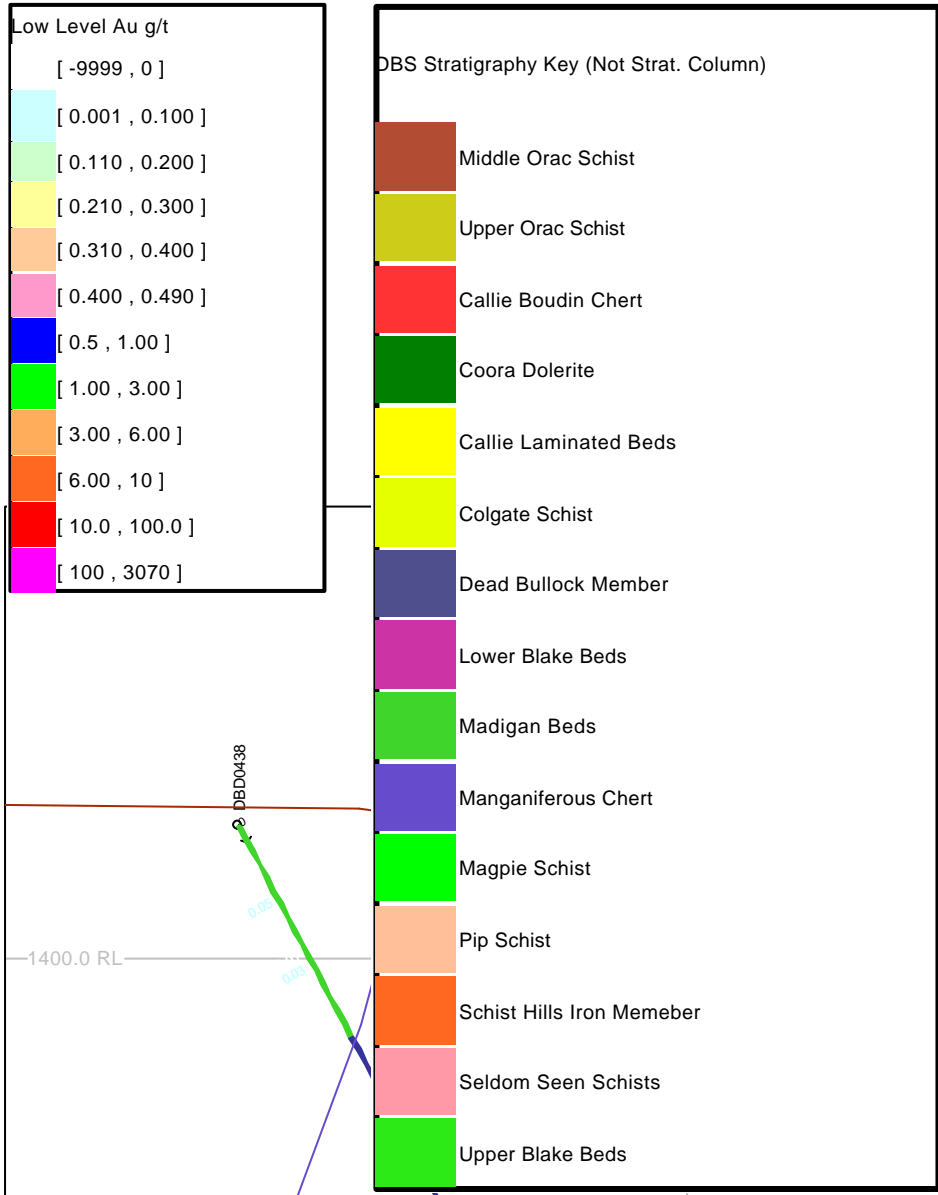 Low Level Au g/t
[ -9999 , 0 ]
[ 0.001 , 0.100 ]
[ 0.110 , 0.200 ]
[ 0.210 , 0.300 ]
[ 0.310 , 0.400 ]
[ 0.400 , 0.490 ]
[ 0.5 , 1.00 ]
[ 1.00 , 3.00 ]
[ 3.00 , 6.00 ]
[ 6.00 , 10 ]
[ 10.0 , 100.0 ]
[ 100 , 3070 ]
DBS Stratigraphy Key (Not Strat. Column)
Middle Orac Schist
Upper Orac Schist
Callie Boudin Chert
Coora Dolerite
Callie Laminated Beds
Colgate Schist
Dead Bullock Member
Lower Blake Beds
Madigan Beds
Manganiferous Chert
Magpie Schist
Pip Schist
Schist Hills Iron Memeber
Seldom Seen Schists
Upper Blake Beds
DBD0438
1400.0 RL
0.03